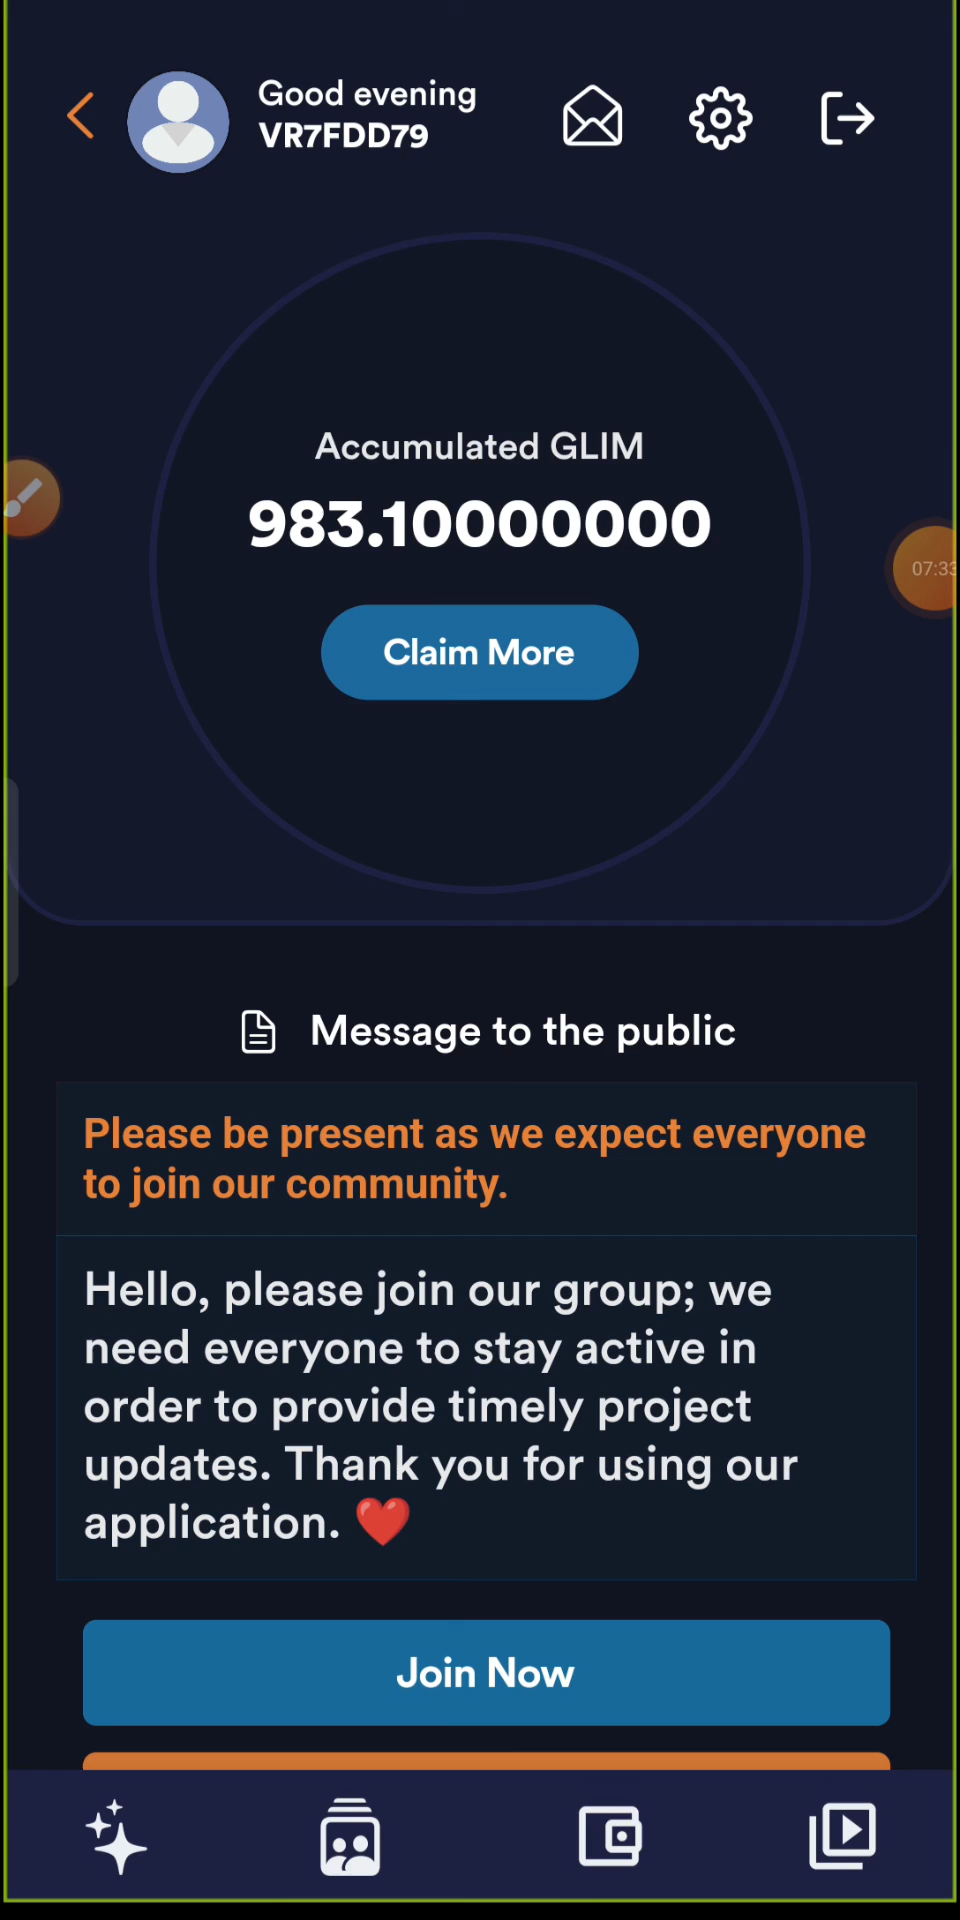 Good evening
VR7FDD79
Accumulated GLIM
983.10000000
Claim More
07:33
Message to the public
Please be present as we expect everyone
to join our community.
Hello, please join our group; we
need everyone to stay active in
order to provide timely project
updates. Thank you for using our
application. ❤️
Join Now